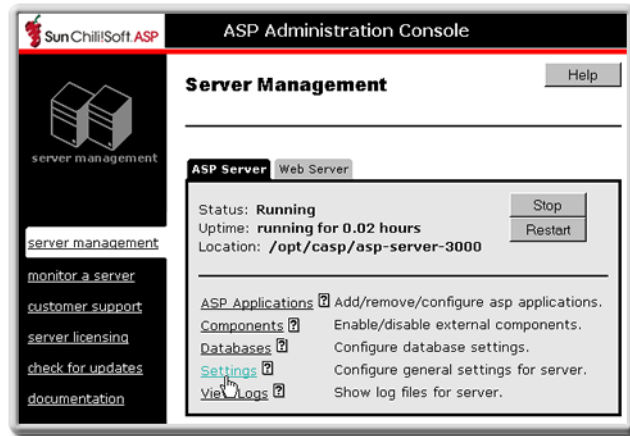 Sun Chili!Soft ASP
ASP Administration Console
server management
server management
monitor a server
customer support
server licensing
check for updates
documentation
Server Management
Help
ASP Server Web Server
Status: Running
Uptime: running for 0.02 hours
Location: /opt/casp/asp-server-3000
Stop
Restart
ASP Applications ? Add/remove/configure asp applications.
Components ? Enable/disable external components.
Databases ? Configure database settings.
Settings ? Configure general settings for server.
View Logs ? Show log files for server.